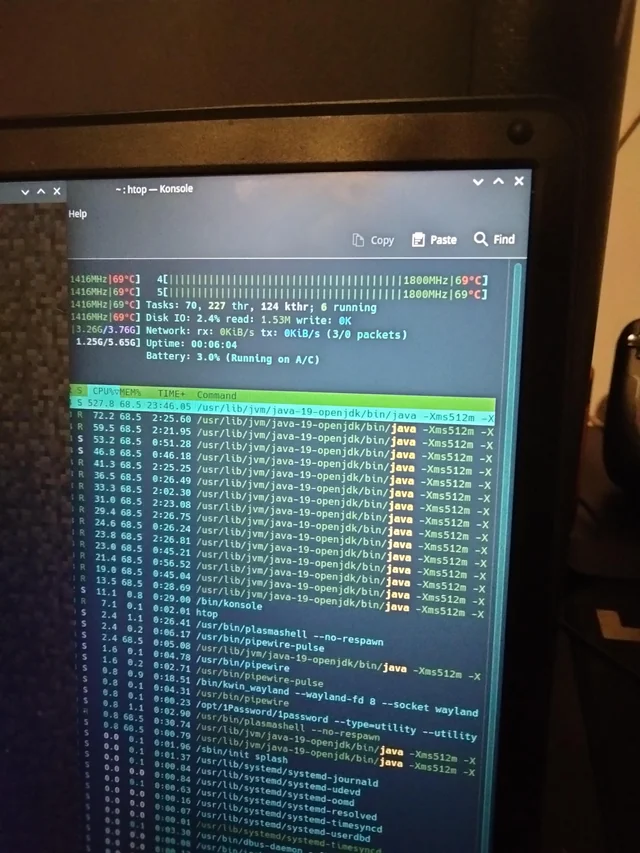 ~ : htop — Konsole
Help
Copy Paste Find
1416MHz|69°C] 4[||||||||||||||||||||||||||||||||||||||||1800MHz|69°C]
1416MHz|69°C] 5[||||||||||||||||||||||||||||||||||||||||1800MHz|69°C]
1416MHz|69°C] Tasks: 70, 227 thr, 124 kthr; 6 running
1416MHz|69°C] Disk IO: 2.4% read: 1.53M write: 0K
|3.26G/3.76G] Network: rx: 0KiB/s tx: 0KiB/s (3/0 packets)
1.25G/5.65G] Uptime: 00:06:04
Battery: 3.0% (Running on A/C)
S CPU%▽MEM% TIME+ Command
S 527.8 68.5 23:46.05 /usr/lib/jvm/java-19-openjdk/bin/java -Xms512m -X
R 72.2 68.5 2:25.60 /usr/lib/jvm/java-19-openjdk/bin/java -Xms512m -X
R 59.5 68.5 2:21.95 /usr/lib/jvm/java-19-openjdk/bin/java -Xms512m -X
S 53.2 68.5 0:51.28 /usr/lib/jvm/java-19-openjdk/bin/java -Xms512m -X
S 46.8 68.5 0:46.18 /usr/lib/jvm/java-19-openjdk/bin/java -Xms512m -X
R 41.3 68.5 2:25.25 /usr/lib/jvm/java-19-openjdk/bin/java -Xms512m -X
R 36.5 68.5 0:26.49 /usr/lib/jvm/java-19-openjdk/bin/java -Xms512m -X
R 33.3 68.5 2:02.30 /usr/lib/jvm/java-19-openjdk/bin/java -Xms512m -X
R 31.0 68.5 2:23.08 /usr/lib/jvm/java-19-openjdk/bin/java -Xms512m -X
R 29.4 68.5 2:26.75 /usr/lib/jvm/java-19-openjdk/bin/java -Xms512m -X
R 24.6 68.5 0:26.24 /usr/lib/jvm/java-19-openjdk/bin/java -Xms512m -X
R 23.8 68.5 2:26.81 /usr/lib/jvm/java-19-openjdk/bin/java -Xms512m -X
R 23.0 68.5 0:45.21 /usr/lib/jvm/java-19-openjdk/bin/java -Xms512m -X
R 21.4 68.5 0:56.52 /usr/lib/jvm/java-19-openjdk/bin/java -Xms512m -X
R 19.0 68.5 0:45.04 /usr/lib/jvm/java-19-openjdk/bin/java -Xms512m -X
R 13.5 68.5 0:28.69 /usr/lib/jvm/java-19-openjdk/bin/java -Xms512m -X
S 11.1 0.8 0:29.00 /bin/konsole
R 7.1 0.1 0:02.01 htop
S 2.4 1.1 0:26.41 /usr/bin/plasmashell --no-respawn
S 2.4 0.2 0:06.17 /usr/bin/pipewire-pulse
S 2.4 68.5 0:05.08 /usr/lib/jvm/java-19-openjdk/bin/java -Xms512m -X
S 1.6 0.1 0:04.78 /usr/bin/pipewire
S 1.6 0.2 0:02.71 /usr/bin/pipewire-pulse
S 0.8 0.9 0:18.51 /bin/kwin_wayland --wayland-fd 8 --socket wayland
S 0.8 0.1 0:04.31 /usr/bin/pipewire
S 0.8 0.1 0:00.23 /opt/1Password/1password --type=utility --utility
S 0.8 1.1 0:02.90 /usr/bin/plasmashell --no-respawn
S 0.8 68.5 0:30.74 /usr/lib/jvm/java-19-openjdk/bin/java -Xms512m -X
S 0.8 68.5 0:00.79 /usr/lib/jvm/java-19-openjdk/bin/java -Xms512m -X
S 0.0 0.1 0:01.96 /sbin/init splash
S 0.0 0.1 0:01.37 /usr/lib/systemd/systemd-journald
S 0.0 0.1 0:00.84 /usr/lib/systemd/systemd-udevd
S 0.0 0.0 0:00.84 /usr/lib/systemd/systemd-oomd
S 0.0 0.1 0:00.63 /usr/lib/systemd/systemd-resolved
S 0.0 0.0 0:00.16 /usr/lib/systemd/systemd-timesyncd
S 0.0 0.0 0:00.07 /usr/lib/systemd/systemd-userdbd
S 0.0 0.0 0:00.01 /usr/lib/systemd/systemd-timesyncd
S 0.0 0.1 0:03.30 /usr/bin/dbus-daemon